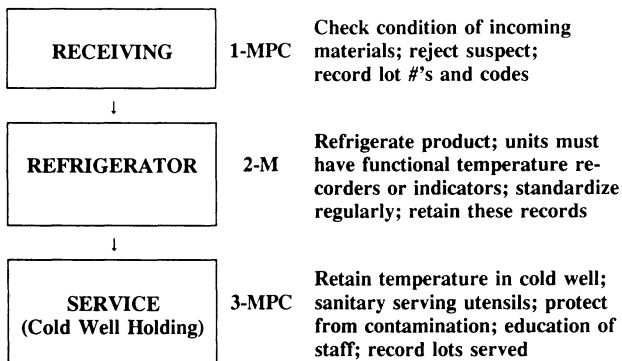 RECEIVING
1-MPC
Check condition of incoming
materials; reject suspect;
record lot #'s and codes
↓
REFRIGERATOR
2-M
Refrigerate product; units must
have functional temperature re-
corders or indicators; standardize
regularly; retain these records
↓
SERVICE
(Cold Well Holding)
3-MPC
Retain temperature in cold well;
sanitary serving utensils; protect
from contamination; education of
staff; record lots served